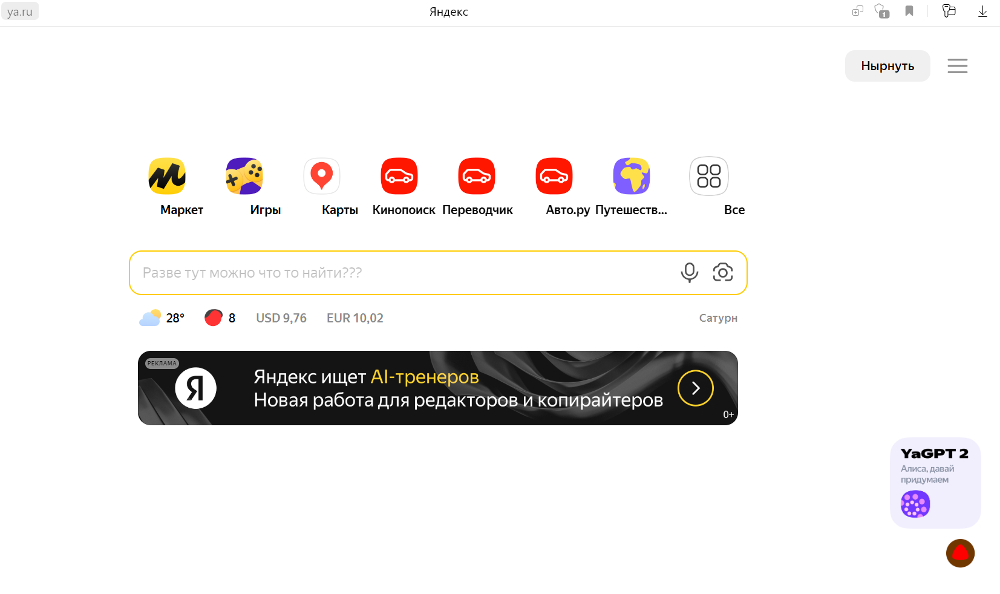 ya.ru
Яндекс
1
Нырнуть
Маркет Игры Карты Кинопоиск Переводчик Авто.ру Путешеств... Все
Разве тут можно что то найти???
28° 8 USD 9,76 EUR 10,02 Сатурн
РЕКЛАМА
Я
Яндекс ищет AI-тренеров
Новая работа для редакторов и копирайтеров
0+
YaGPT 2
Алиса, давай
придумаем